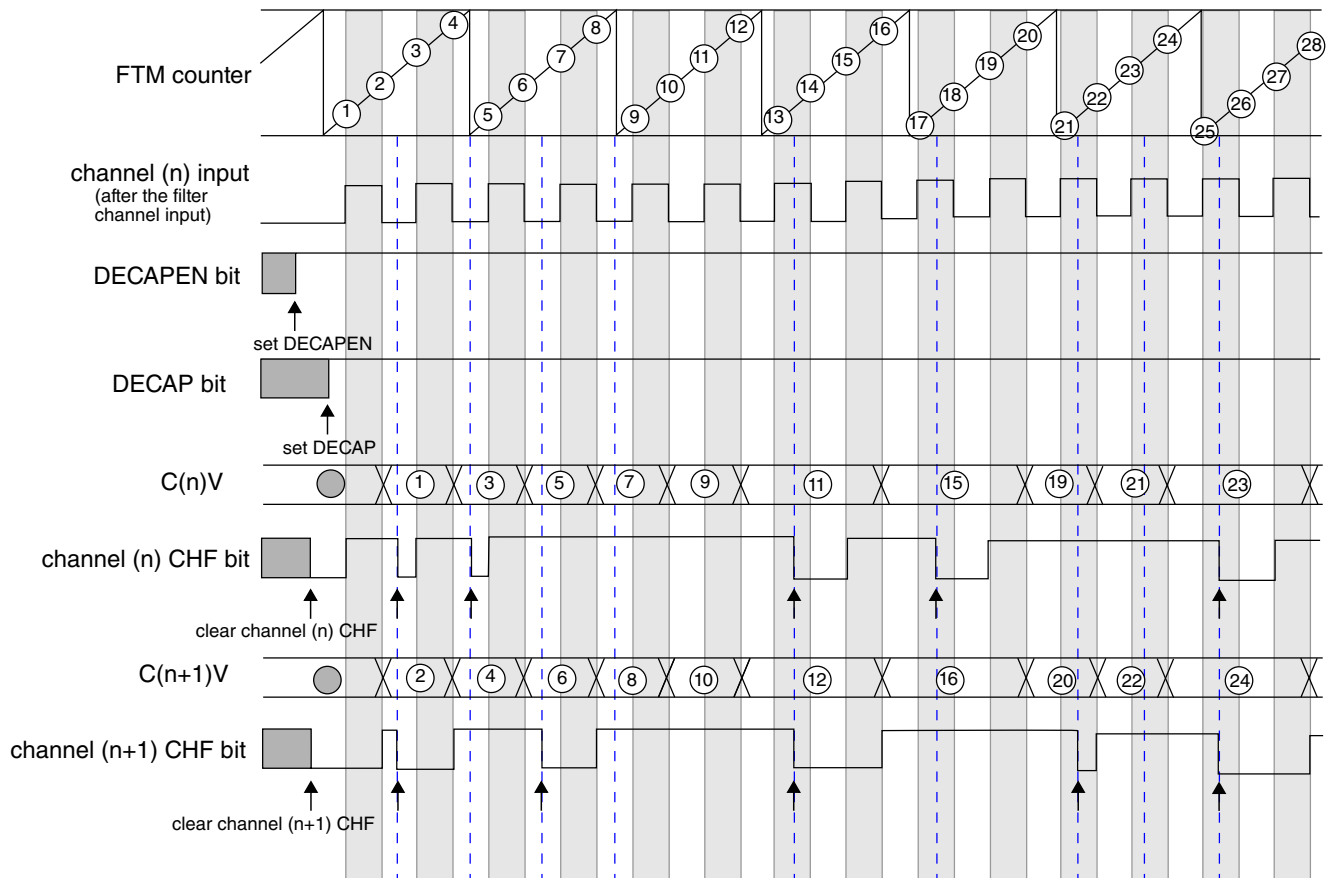 FTM counter
1 2 3 4 5 6 7 8 9 10 11 12 13 14 15 16 17 18 19 20 21 22 23 24 25 26 27 28
channel (n) input
(after the filter
channel input)
DECAPEN bit
set DECAPEN
DECAP bit
set DECAP
C(n)V
1 3 5 7 9 11 15 19 21 23
channel (n) CHF bit
clear channel (n) CHF
C(n+1)V
2 4 6 8 10 12 16 20 22 24
channel (n+1) CHF bit
clear channel (n+1) CHF